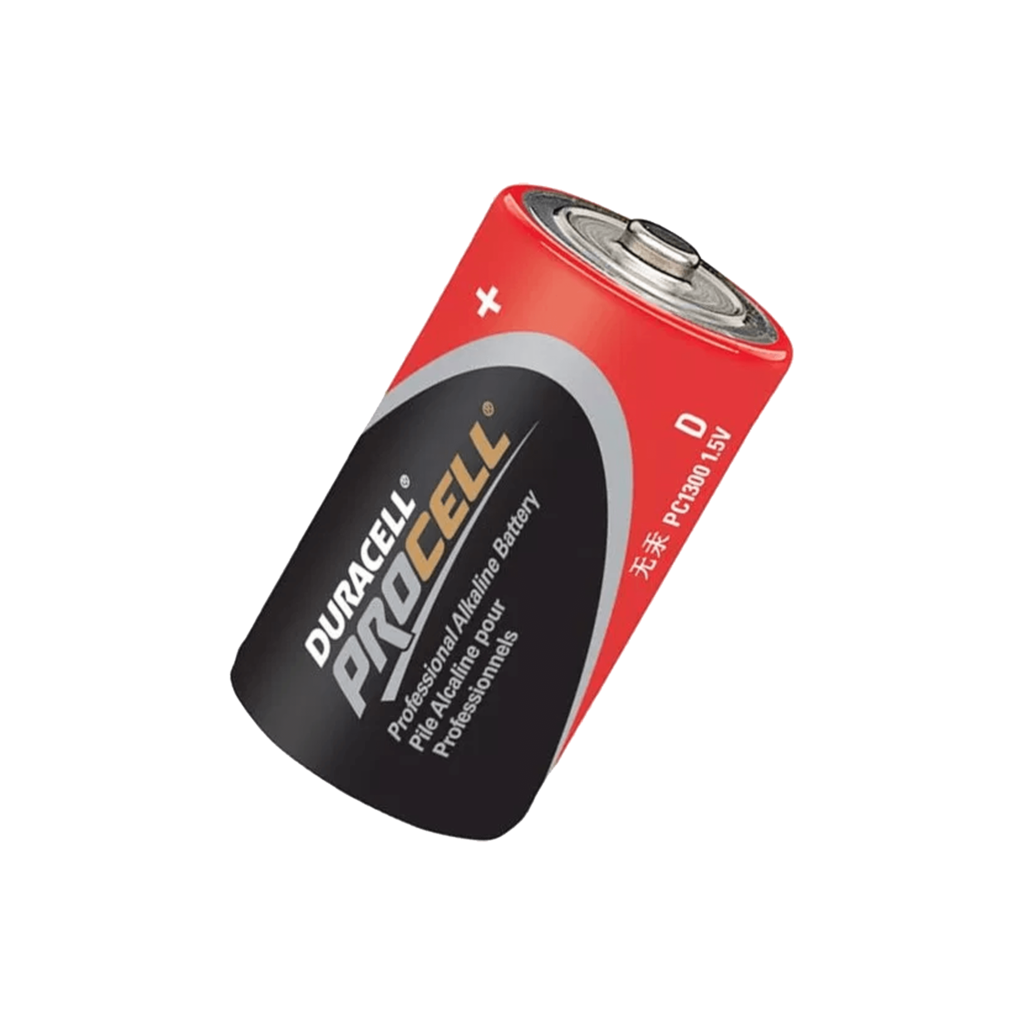 +
DURACELL®
PROCELL®
Professional Alkaline Battery
Pile Alcaline pour
Professionnels
D
无汞 PC1300 1.5V